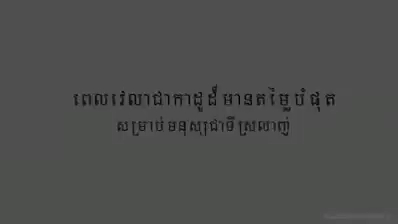 ពេលវេលាជាកាដូដ៏មានតម្លៃបំផុត
សម្រាប់មនុស្សជាទីស្រលាញ់